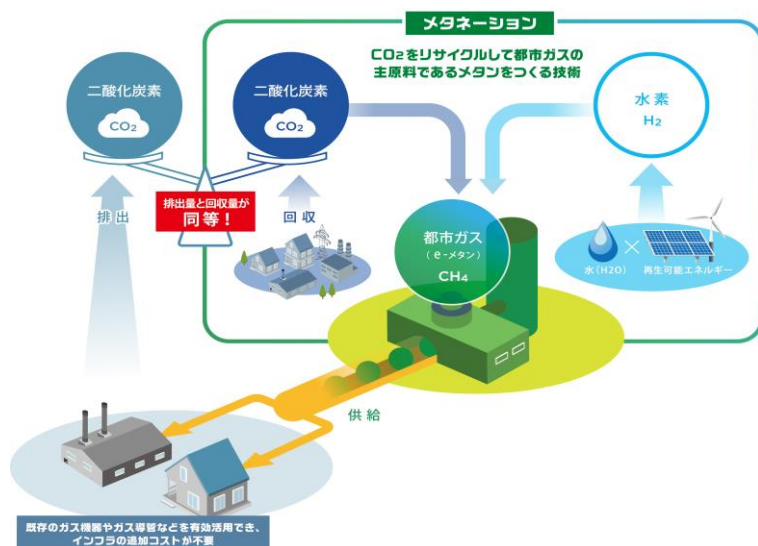 メタネーション
CO2をリサイクルして都市ガスの
主原料であるメタンをつくる技術
二酸化炭素
CO2
二酸化炭素
CO2
水素
H2
排出量と回収量が
同等！
排出
回収
都市ガス
（e-メタン）
CH4
水（H2O）
×
再生可能エネルギー
供給
既存のガス機器やガス導管などを有効活用でき、
インフラの追加コストが不要